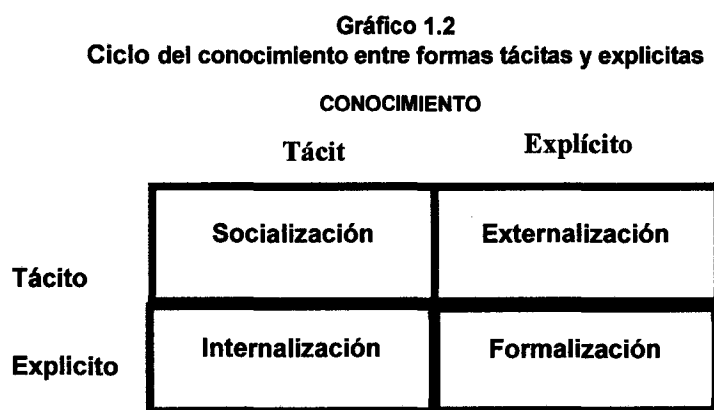 Gráfico 1.2
Ciclo del conocimiento entre formas tácitas y explicitas
CONOCIMIENTO
Tácit Explícito
Socialización Externalización
Tácito
Internalización Formalización
Explicito